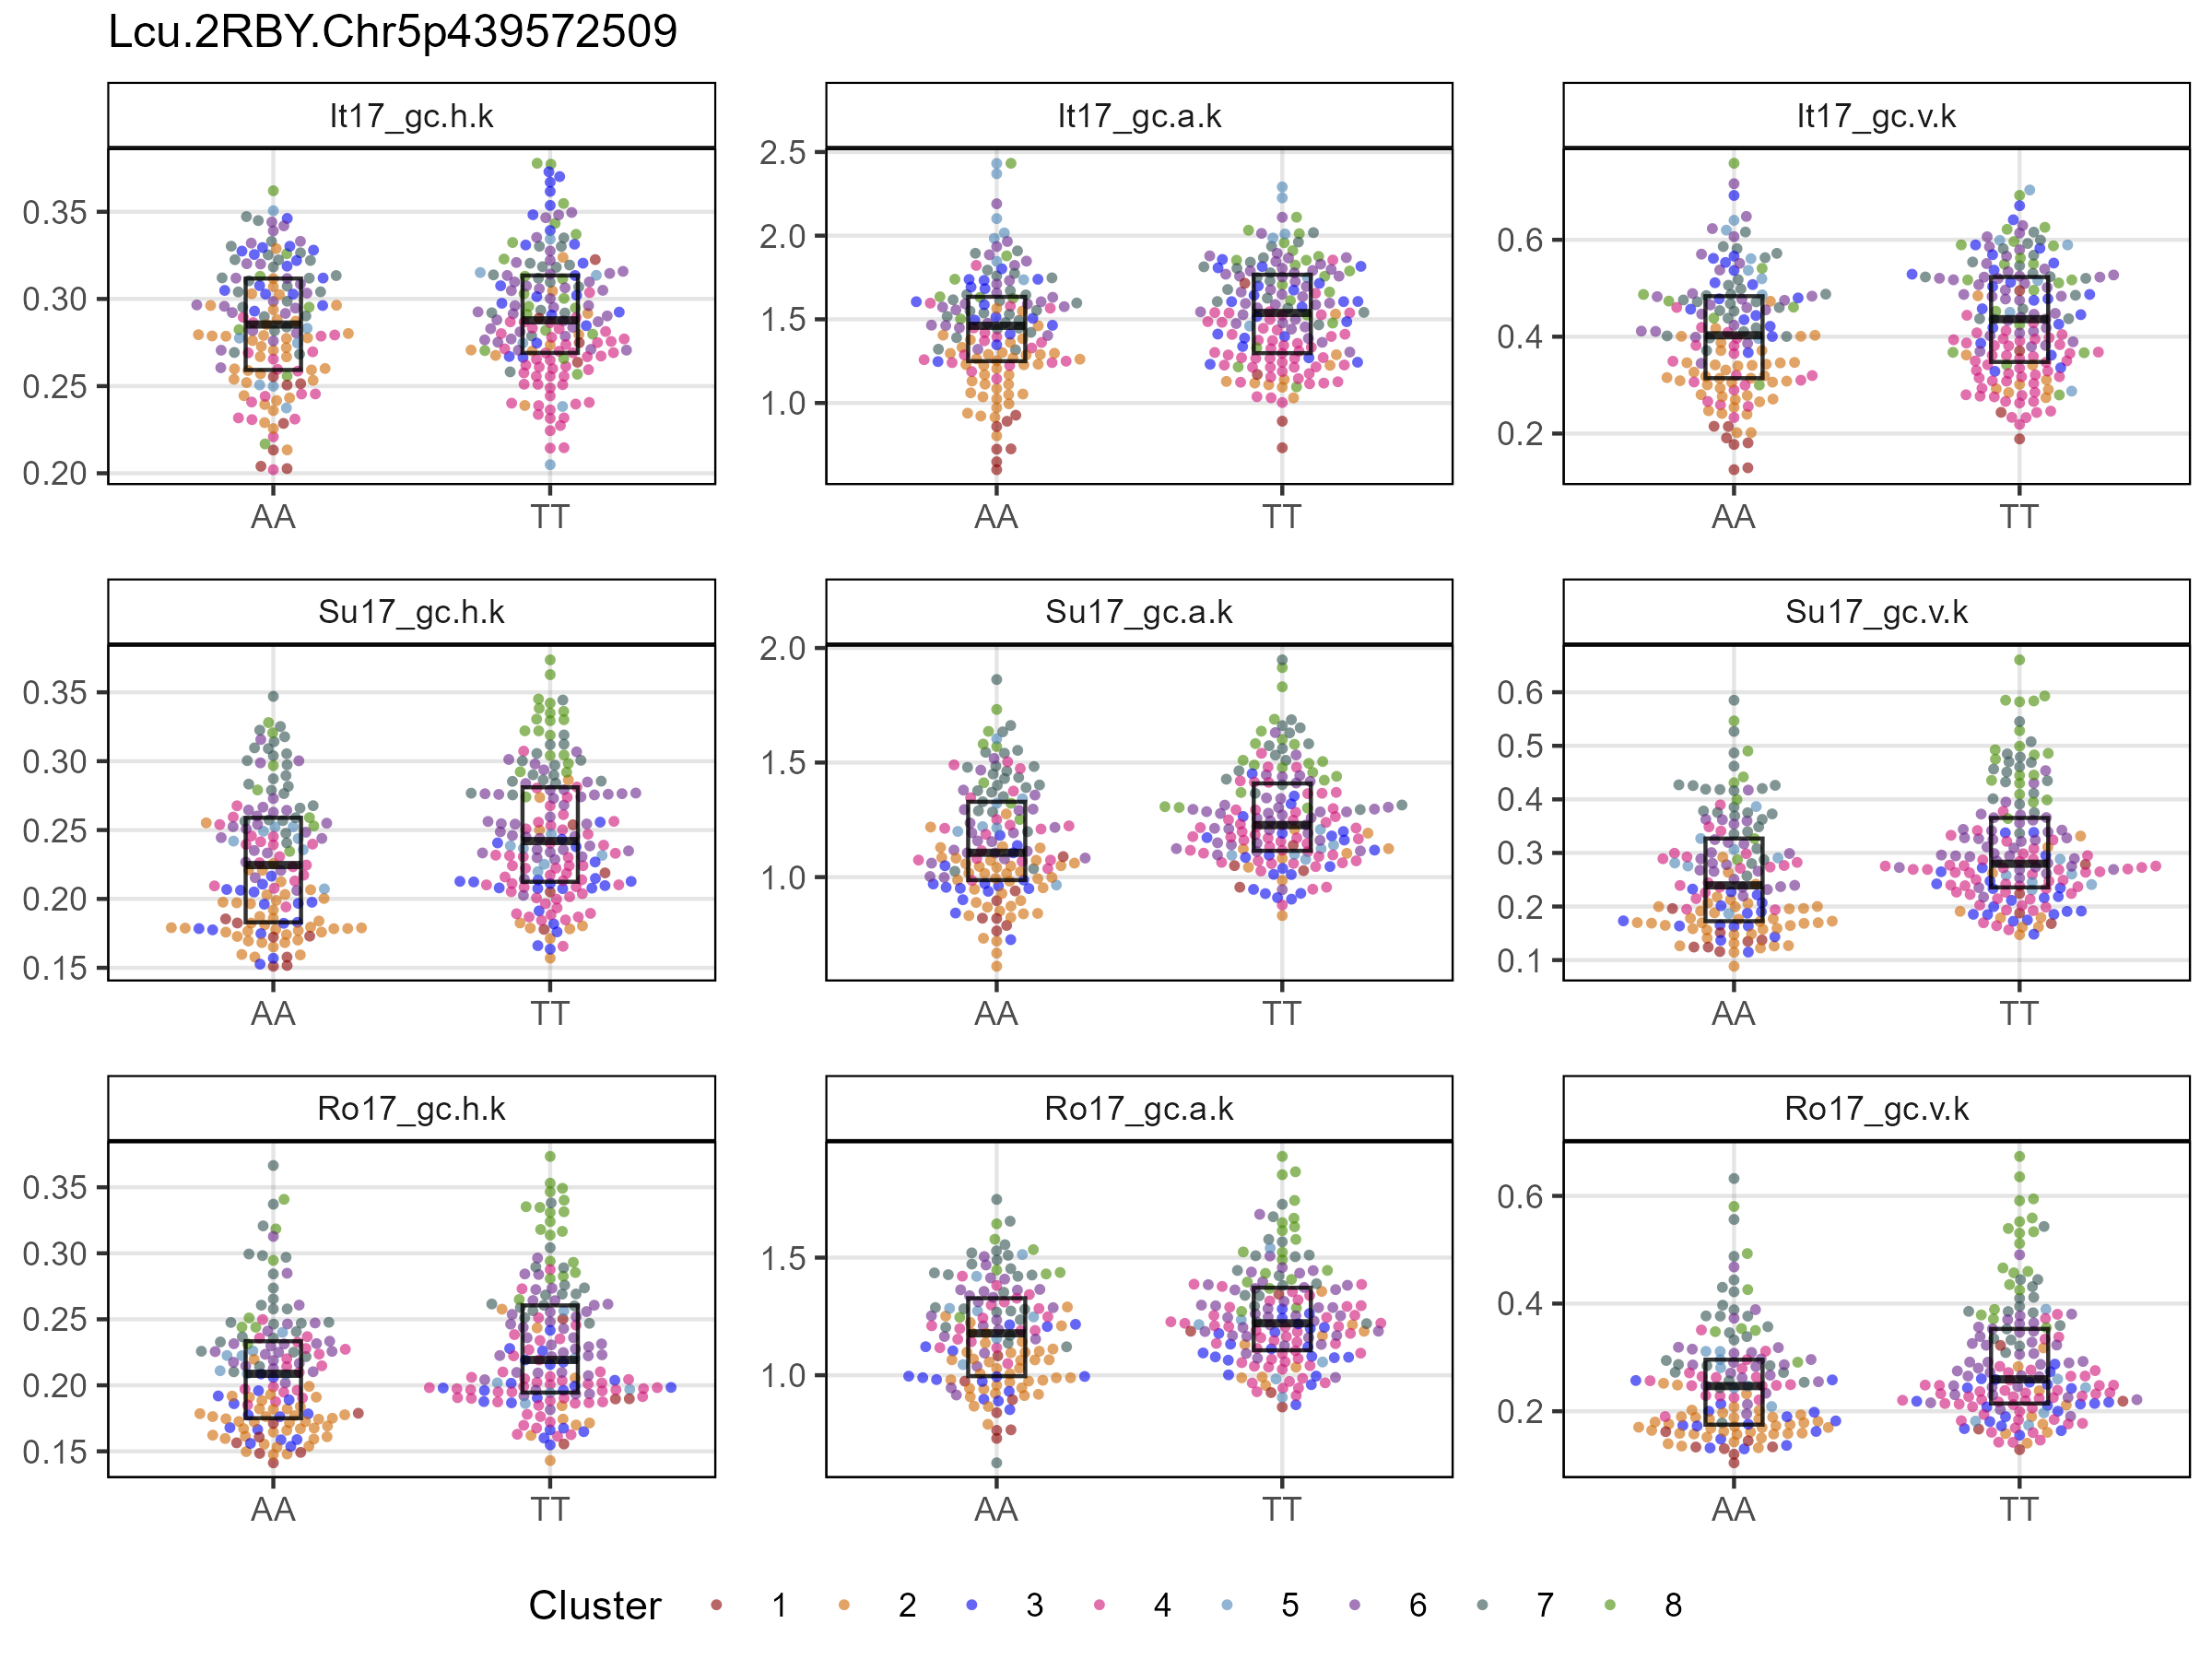 Lcu.2RBY.Chr5p439572509
It17_gc.h.k
It17_gc.a.k
It17_gc.v.k
0.35
0.30
0.25
0.20
2.5
2.0
1.5
1.0
0.6
0.4
0.2
AA TT
AA TT
AA TT
Su17_gc.h.k
Su17_gc.a.k
Su17_gc.v.k
0.35
0.30
0.25
0.20
0.15
2.0
1.5
1.0
0.6
0.5
0.4
0.3
0.2
0.1
AA TT
AA TT
AA TT
Ro17_gc.h.k
Ro17_gc.a.k
Ro17_gc.v.k
0.35
0.30
0.25
0.20
0.15
1.5
1.0
0.6
0.4
0.2
AA TT
AA TT
AA TT
Cluster 1 2 3 4 5 6 7 8